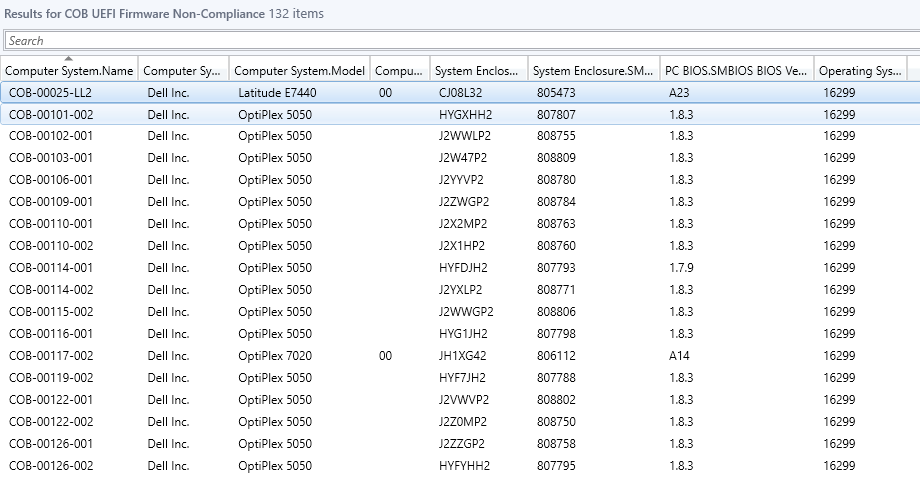 Results for COB UEFI Firmware Non-Compliance 132 items
Search
Computer System.Name Computer Sy... Computer System.Model Compu... System Enclos... System Enclosure.SM... PC BIOS.SMBIOS BIOS Ve... Operating Sys...
COB-00025-LL2 Dell Inc. Latitude E7440 00 CJ08L32 805473 A23 16299
COB-00101-002 Dell Inc. OptiPlex 5050 HYGXHH2 807807 1.8.3 16299
COB-00102-001 Dell Inc. OptiPlex 5050 J2WWLP2 808755 1.8.3 16299
COB-00103-001 Dell Inc. OptiPlex 5050 J2W47P2 808809 1.8.3 16299
COB-00106-001 Dell Inc. OptiPlex 5050 J2YYVP2 808780 1.8.3 16299
COB-00109-001 Dell Inc. OptiPlex 5050 J2ZWGP2 808784 1.8.3 16299
COB-00110-001 Dell Inc. OptiPlex 5050 J2X2MP2 808763 1.8.3 16299
COB-00110-002 Dell Inc. OptiPlex 5050 J2X1HP2 808760 1.8.3 16299
COB-00114-001 Dell Inc. OptiPlex 5050 HYFDJH2 807793 1.7.9 16299
COB-00114-002 Dell Inc. OptiPlex 5050 J2YXLP2 808771 1.8.3 16299
COB-00115-002 Dell Inc. OptiPlex 5050 J2WWGP2 808806 1.8.3 16299
COB-00116-001 Dell Inc. OptiPlex 5050 HYG1JH2 807798 1.8.3 16299
COB-00117-002 Dell Inc. OptiPlex 7020 00 JH1XG42 806112 A14 16299
COB-00119-002 Dell Inc. OptiPlex 5050 HYF7JH2 807788 1.8.3 16299
COB-00122-001 Dell Inc. OptiPlex 5050 J2VWVP2 808802 1.8.3 16299
COB-00122-002 Dell Inc. OptiPlex 5050 J2Z0MP2 808750 1.8.3 16299
COB-00126-001 Dell Inc. OptiPlex 5050 J2ZZGP2 808758 1.8.3 16299
COB-00126-002 Dell Inc. OptiPlex 5050 HYFYHH2 807795 1.8.3 16299